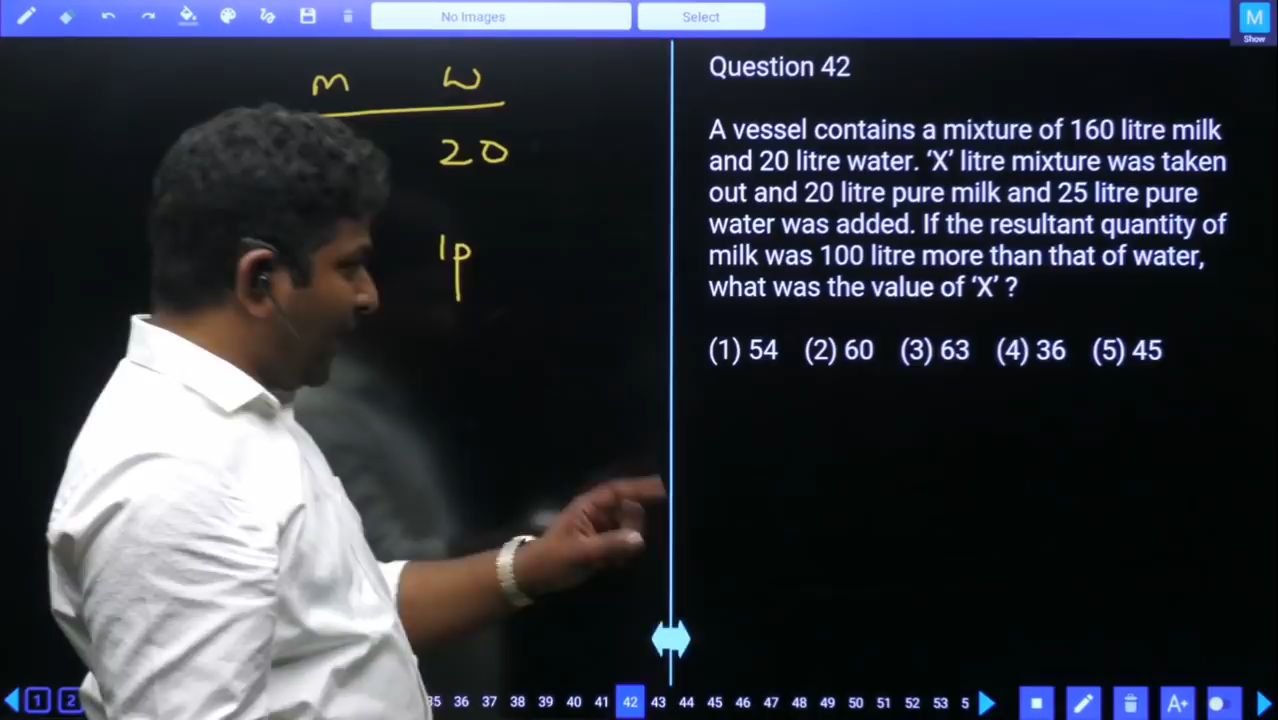 No Images
Select
M
Show
m w
20
1p
Question 42
A vessel contains a mixture of 160 litre milk
and 20 litre water. ‘X’ litre mixture was taken
out and 20 litre pure milk and 25 litre pure
water was added. If the resultant quantity of
milk was 100 litre more than that of water,
what was the value of ‘X’ ?
(1) 54 (2) 60 (3) 63 (4) 36 (5) 45
1 2 35 36 37 38 39 40 41 42 43 44 45 46 47 48 49 50 51 52 53 5
A+